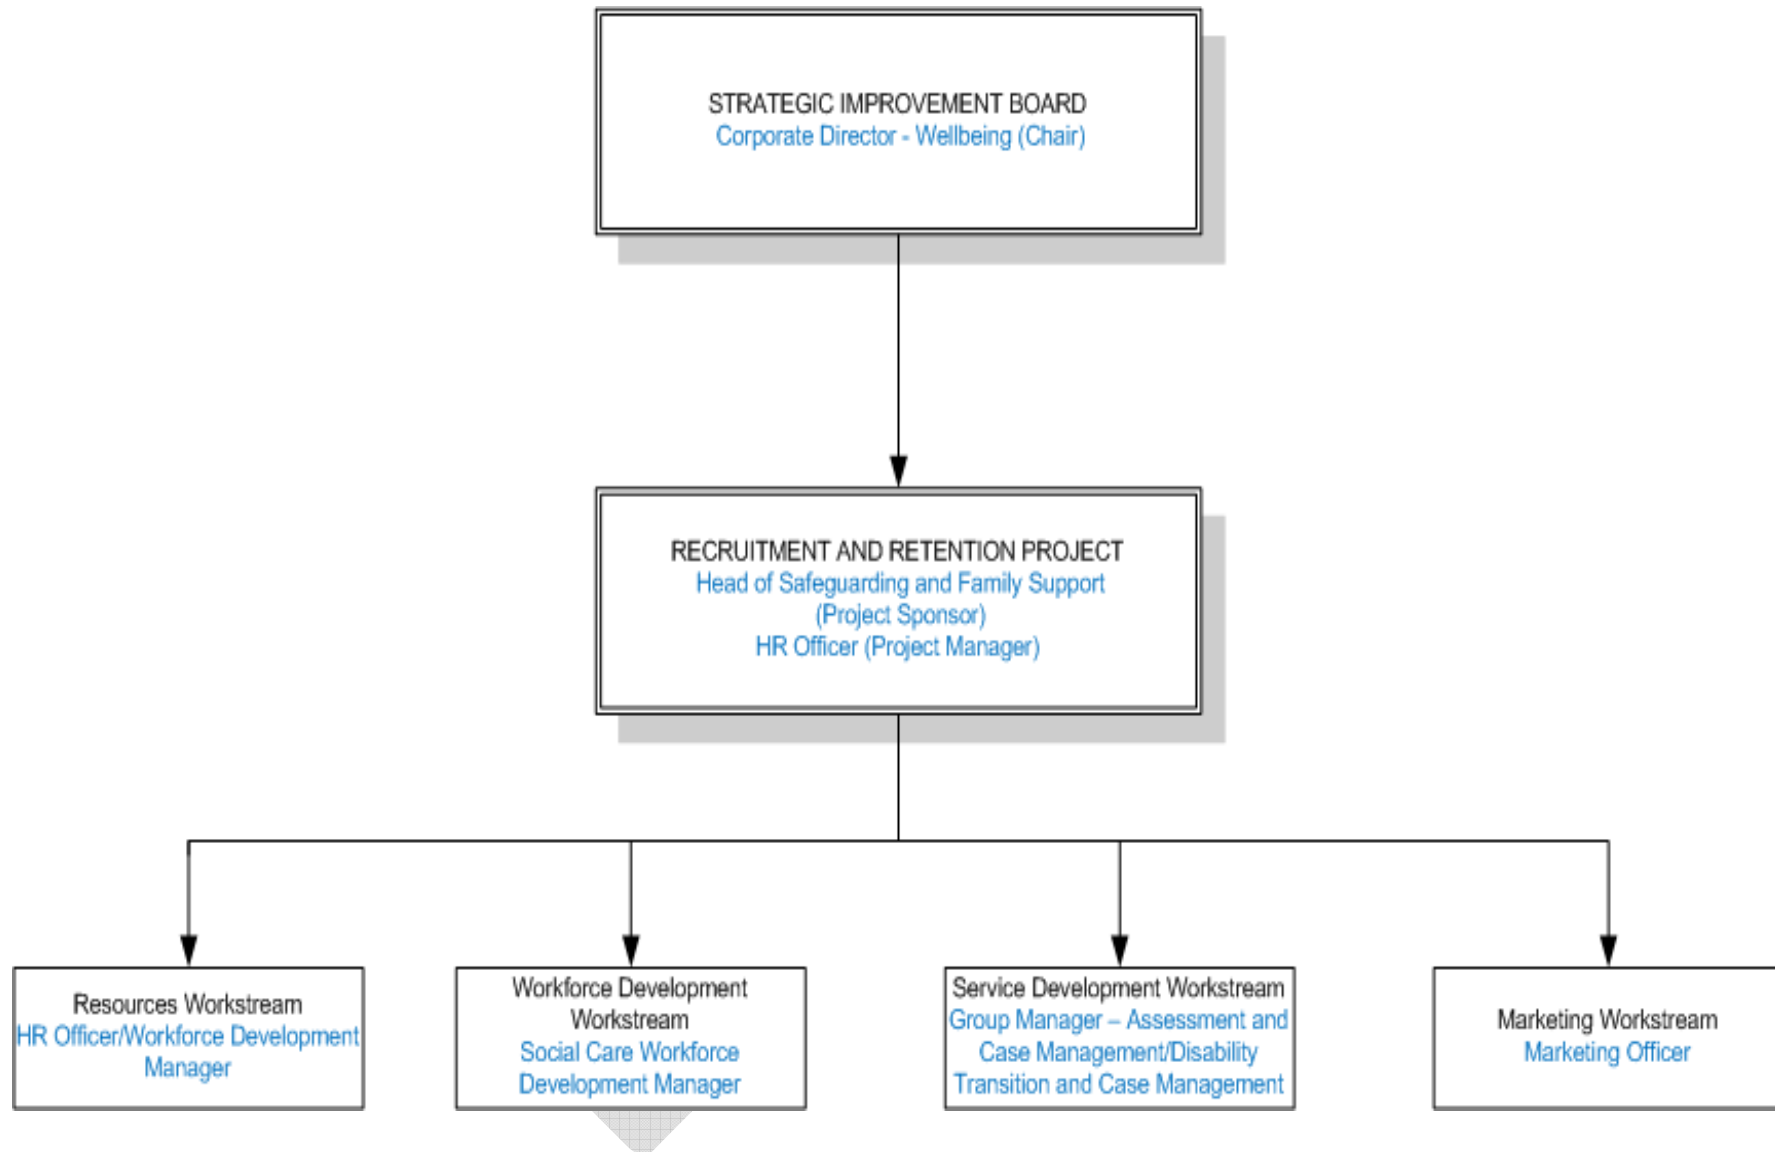 STRATEGIC IMPROVEMENT BOARD
Corporate Director - Wellbeing (Chair)
RECRUITMENT AND RETENTION PROJECT
Head of Safeguarding and Family Support
(Project Sponsor)
HR Officer (Project Manager)
Resources Workstream
HR Officer/Workforce Development
Manager
Workforce Development
Workstream
Social Care Workforce
Development Manager
Service Development Workstream
Group Manager – Assessment and
Case Management/Disability
Transition and Case Management
Marketing Workstream
Marketing Officer